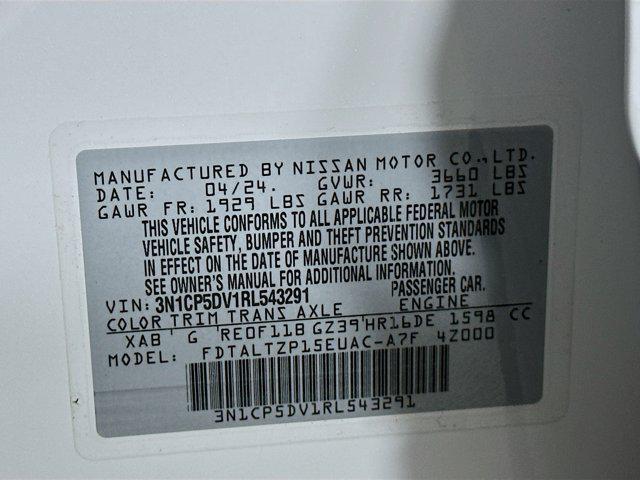 MANUFACTURED BY NISSAN MOTOR CO., LTD.
DATE: 04/24. GVWR: 3660 LBS
GAWR FR: 1929 LBS GAWR RR: 1731 LBS
THIS VEHICLE CONFORMS TO ALL APPLICABLE FEDERAL MOTOR
VEHICLE SAFETY, BUMPER AND THEFT PREVENTION STANDARDS
IN EFFECT ON THE DATE OF MANUFACTURE SHOWN ABOVE.
SEE OWNER'S MANUAL FOR ADDITIONAL INFORMATION.
VIN: 3N1CP5DV1RL543291 PASSENGER CAR.
COLOR TRIM TRANS AXLE ENGINE
XAB G RE0F11B GZ39 HR16DE 1598 CC
MODEL FDTALTZP15EUAC-A7F 4Z000
3N1CP5DV1RL543291